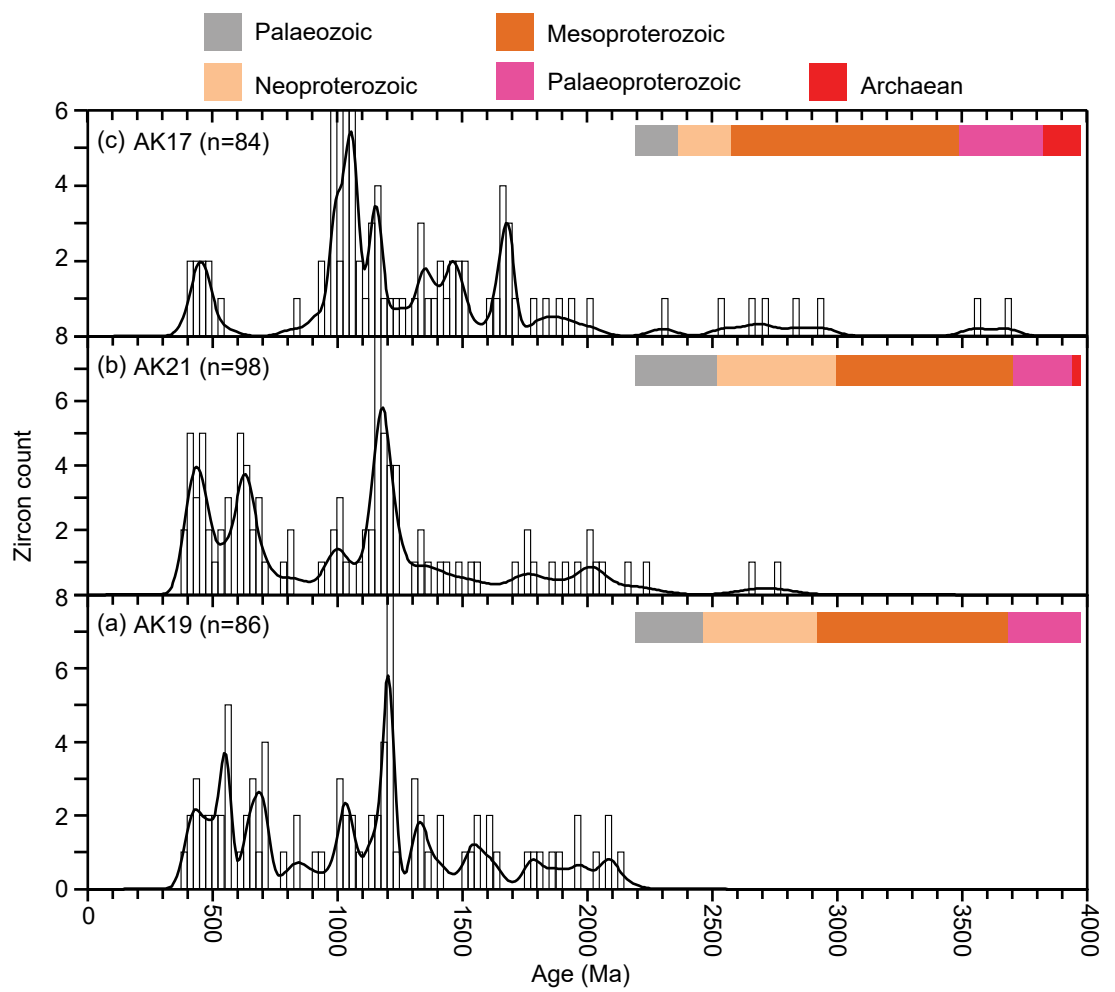 Palaeozoic
Mesoproterozoic
Neoproterozoic
Palaeoproterozoic
Archaean
6
(c) AK17 (n=84)
4
2
8
(b) AK21 (n=98)
6
4
2
8
(a) AK19 (n=86)
6
4
2
0
Zircon count
0
500
1000
1500
2000
2500
3000
3500
4000
Age (Ma)